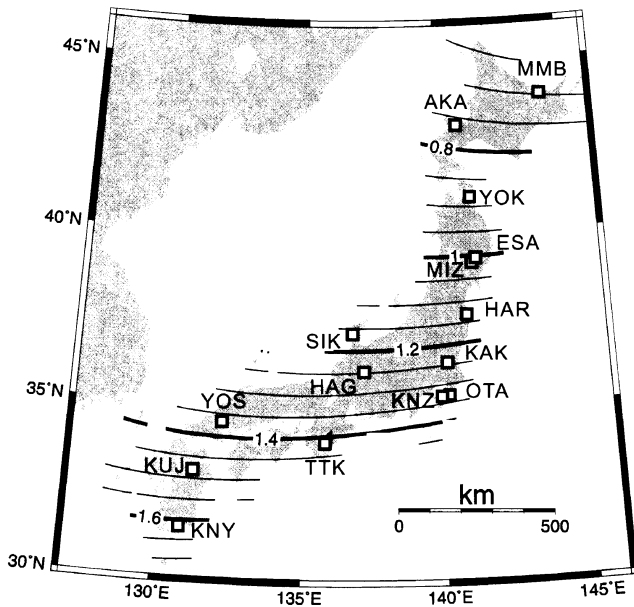 45°N
MMB
AKA
0.8
YOK
40°N
ESA
1
MIZ
HAR
SIK
1.2
KAK
HAG
35°N
YOS
KNZ
OTA
1.4
KUJ
TTK
km
0
500
1.6
KNY
30°N
130°E
135°E
140°E
145°E